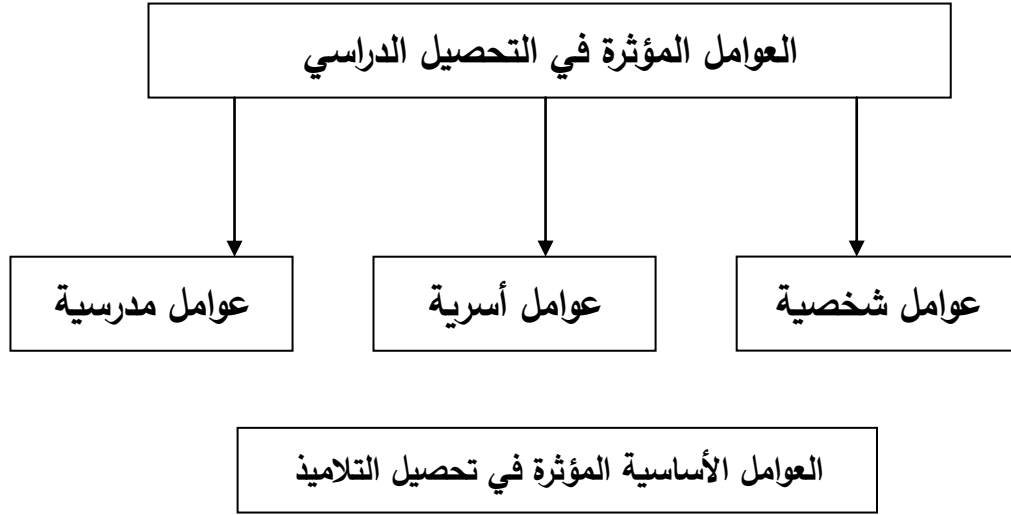 العوامل المؤثرة في التحصيل الدراسي
عوامل شخصية
عوامل أسرية
عوامل مدرسية
العوامل الأساسية المؤثرة في تحصيل التلاميذ